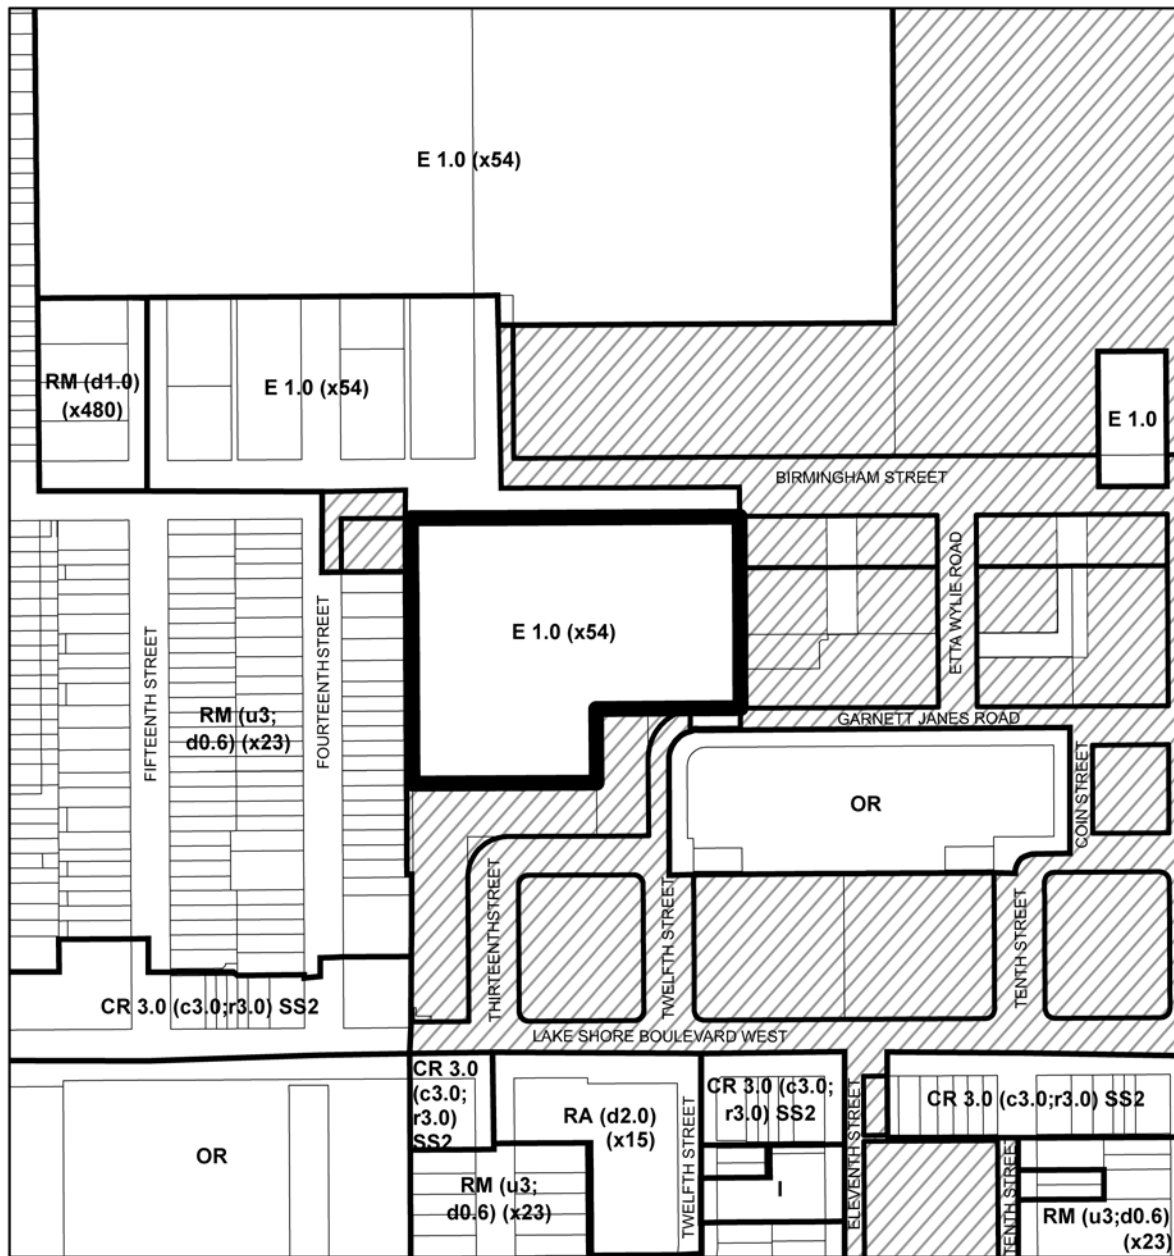 E 1.0 (x54)
RM (d1.0)
(x480)
E 1.0 (x54)
E 1.0
BIRMINGHAM STREET
ETTA WYLIE ROAD
E 1.0 (x54)
FIFTEENTH STREET
FOURTEENTHSTREET
RM (u3;
d0.6) (x23)
GARNETT JANES ROAD
OR
COIN STREET
THIRTEENTHSTREET
TWELFTH STREET
TENTH STREET
CR 3.0 (c3.0;r3.0) SS2
LAKE SHORE BOULEVARD WEST
CR 3.0
(c3.0;
r3.0)
SS2
RA (d2.0)
(x15)
CR 3.0 (c3.0;
r3.0) SS2
CR 3.0 (c3.0;r3.0) SS2
OR
RM (u3;
d0.6) (x23)
TWELFTH STREET
I
ELEVENTH STREET
TENTH STREET
RM (u3;d0.6)
(x23)